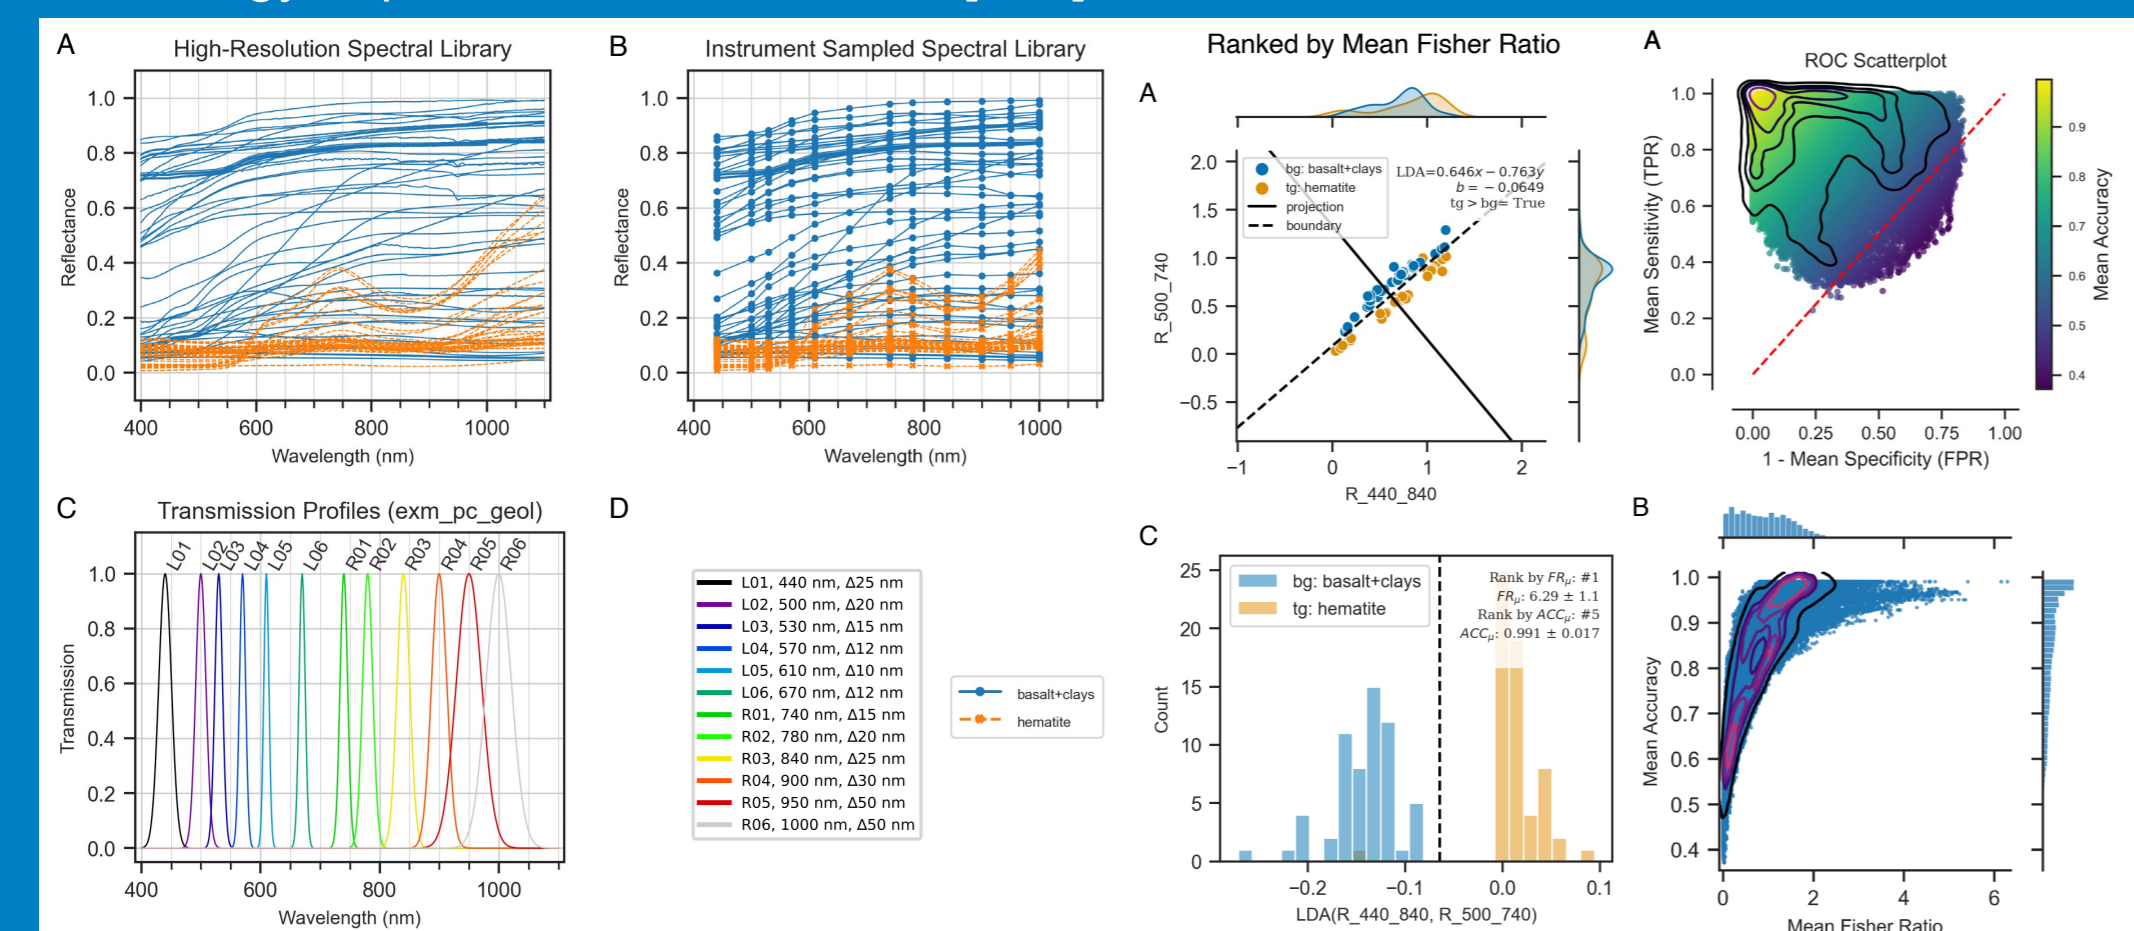 A
High-Resolution Spectral Library
1.0
0.8
0.6
0.4
0.2
0.0
Reflectance
400 600 800 1000
Wavelength (nm)
B
Instrument Sampled Spectral Library
1.0
0.8
0.6
0.4
0.2
0.0
Reflectance
400 600 800 1000
Wavelength (nm)
C
Transmission Profiles (exm_pc_geol)
L01 L02 L03 L04 L05 L06 R01 R02 R03 R04 R05 R06
1.0
0.8
0.6
0.4
0.2
0.0
Transmission
400 600 800 1000
Wavelength (nm)
D
L01, 440 nm, Δ25 nm
L02, 500 nm, Δ20 nm
L03, 530 nm, Δ15 nm
L04, 570 nm, Δ12 nm
L05, 610 nm, Δ10 nm
L06, 670 nm, Δ12 nm
R01, 740 nm, Δ15 nm
R02, 780 nm, Δ20 nm
R03, 840 nm, Δ25 nm
R04, 900 nm, Δ30 nm
R05, 950 nm, Δ50 nm
R06, 1000 nm, Δ50 nm
basalt+clays
hematite
Ranked by Mean Fisher Ratio
A
bg: basalt+clays
tg: hematite
projection
boundary
LDA=0.646x − 0.763y
b = − 0.0649
tg > bg= True
2.0
1.5
1.0
0.5
0.0
−0.5
R_500_740
−1 0 1 2
R_440_840
C
bg: basalt+clays
tg: hematite
Rank by FRμ: #1
FRμ: 6.29 ± 1.1
Rank by ACCμ: #5
ACCμ: 0.991 ± 0.017
25
20
15
10
5
0
Count
−0.2 −0.1 0.0 0.1
LDA(R_440_840, R_500_740)
A
ROC Scatterplot
1.0
0.8
0.6
0.4
0.2
0.0
Mean Sensitivity (TPR)
0.00 0.25 0.50 0.75 1.00
1 - Mean Specificity (FPR)
0.9
0.8
0.7
0.6
0.5
0.4
Mean Accuracy
B
1.0
0.9
0.8
0.7
0.6
0.5
0.4
Mean Accuracy
0 2 4 6
Mean Fisher Ratio